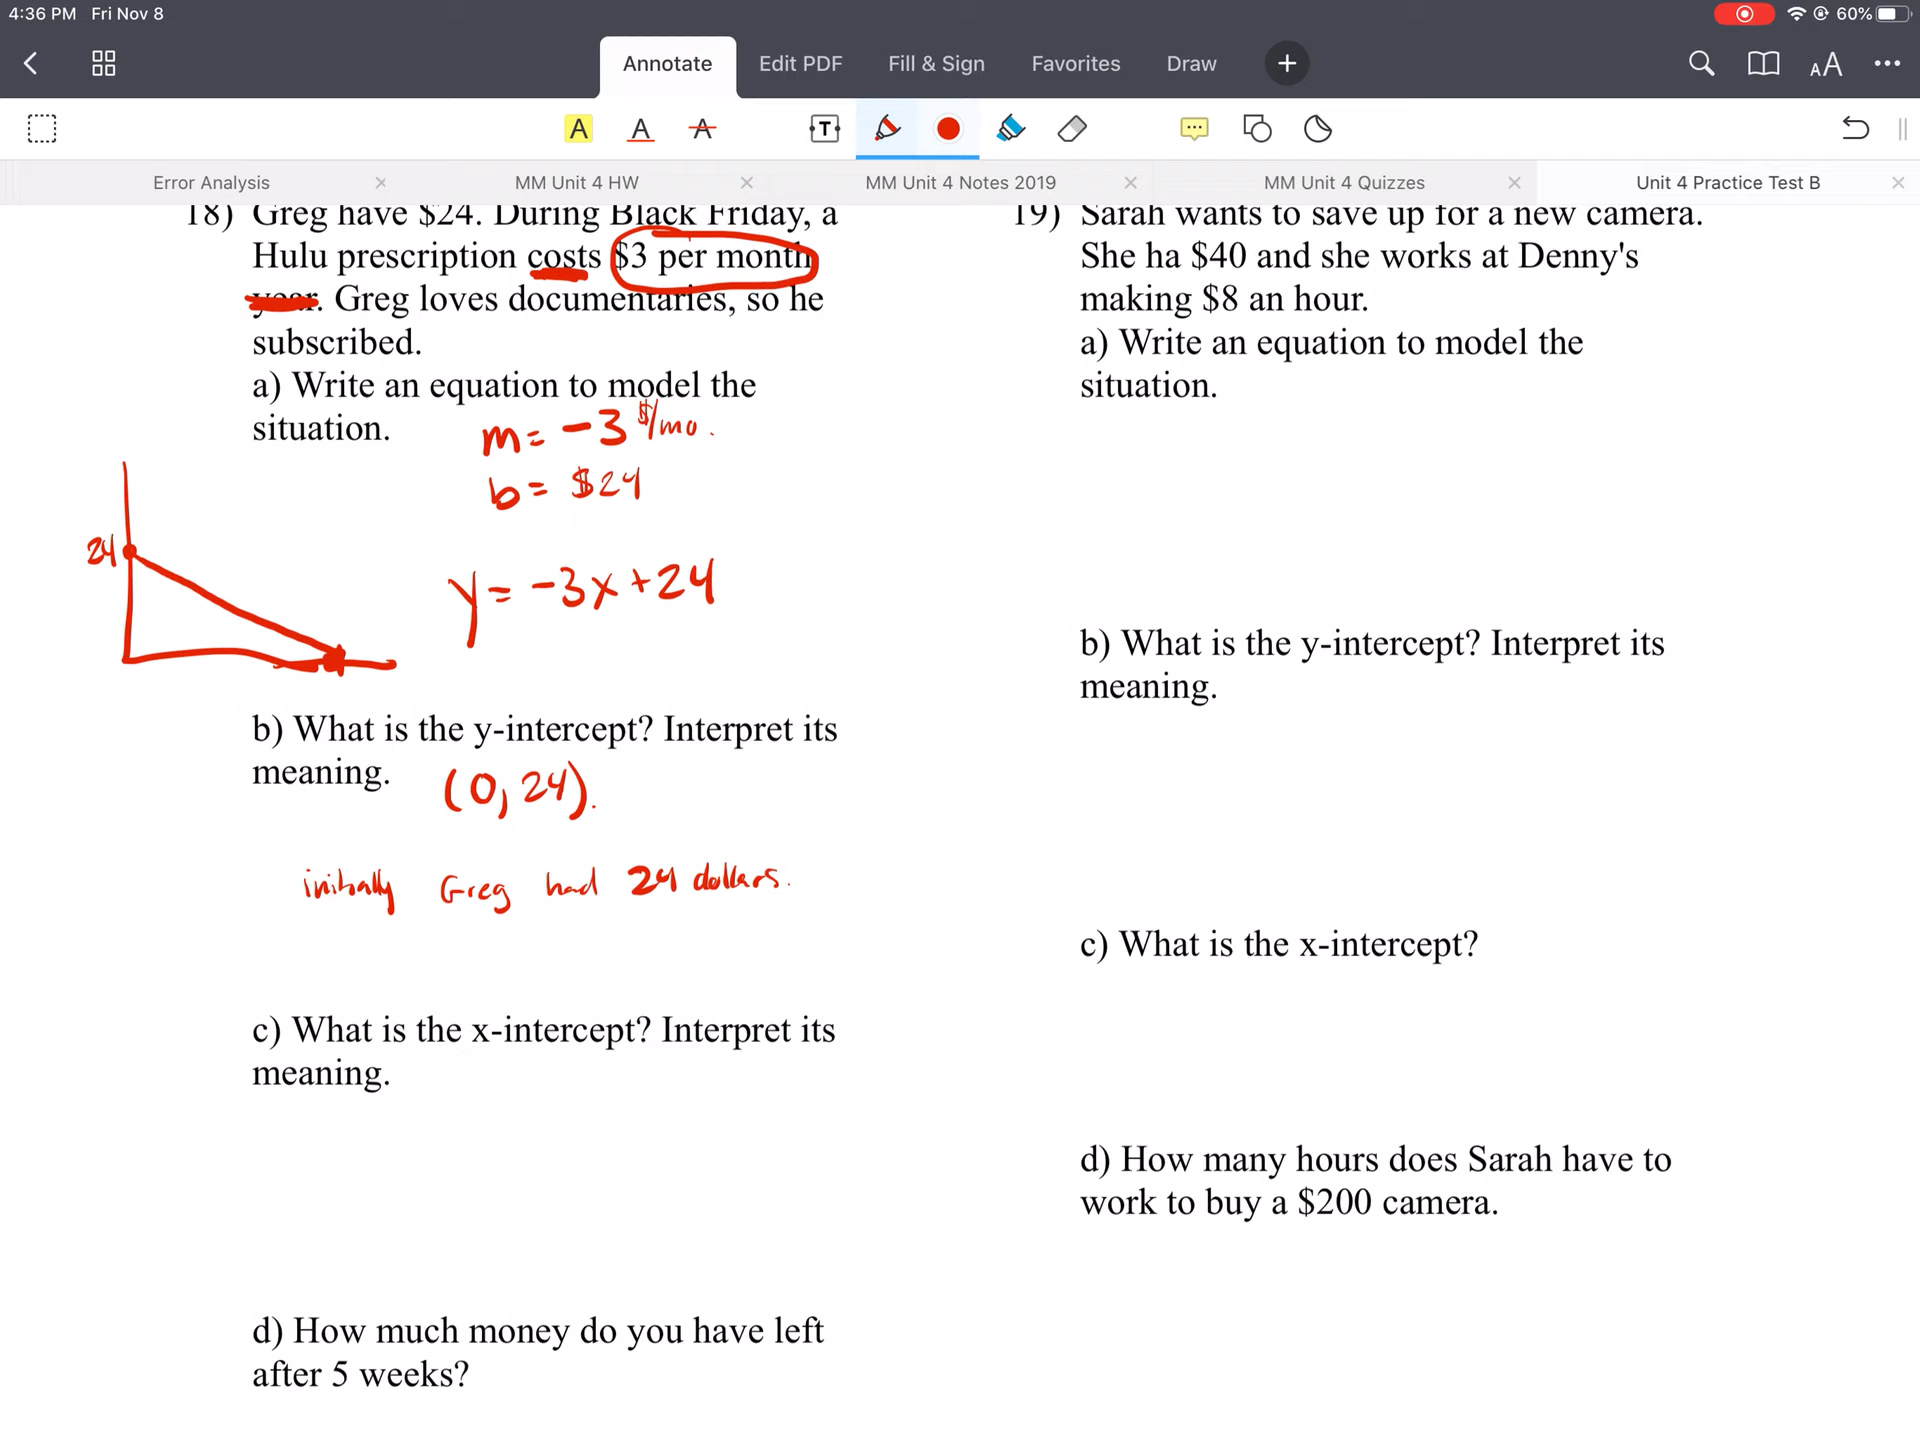 4:36 PM Fri Nov 8
60%
Annotate
Edit PDF
Fill & Sign
Favorites
Draw
Error Analysis
MM Unit 4 HW
MM Unit 4 Notes 2019
MM Unit 4 Quizzes
Unit 4 Practice Test B
18) Greg have $24. During Black Friday, a
Hulu prescription costs $3 per month
year. Greg loves documentaries, so he
subscribed.
a) Write an equation to model the
situation.
m = -3 $/mo.
b = $24
24
y = -3x + 24
b) What is the y-intercept? Interpret its
meaning.
(0, 24).
initially Greg had 24 dollars.
c) What is the x-intercept? Interpret its
meaning.
d) How much money do you have left
after 5 weeks?
19) Sarah wants to save up for a new camera.
She ha $40 and she works at Denny's
making $8 an hour.
a) Write an equation to model the
situation.
b) What is the y-intercept? Interpret its
meaning.
c) What is the x-intercept?
d) How many hours does Sarah have to
work to buy a $200 camera.